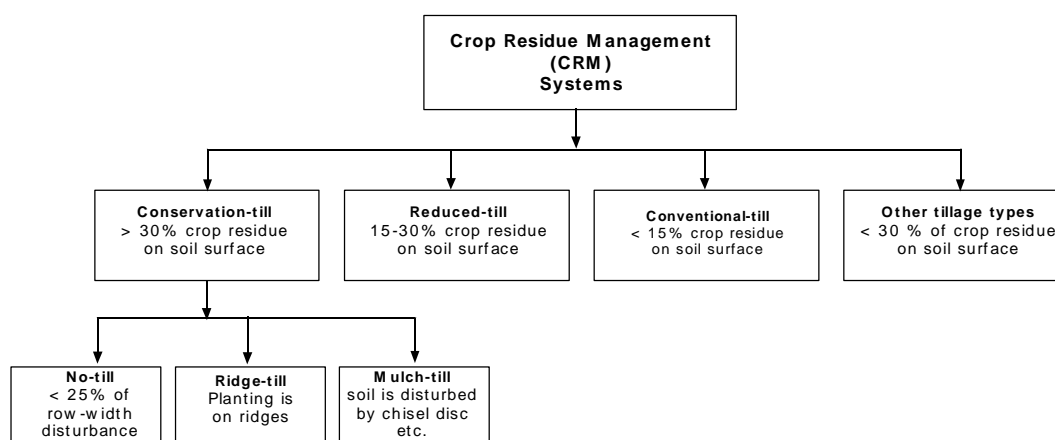 Crop Residue Management
(CRM)
Systems
Conservation-till
> 30% crop residue
on soil surface
Reduced-till
15-30% crop residue
on soil surface
Conventional-till
< 15% crop residue
on soil surface
Other tillage types
< 30 % of crop residue
on soil surface
No-till
< 25% of
row-width
disturbance
Ridge-till
Planting is
on ridges
Mulch-till
soil is disturbed
by chisel disc
etc.